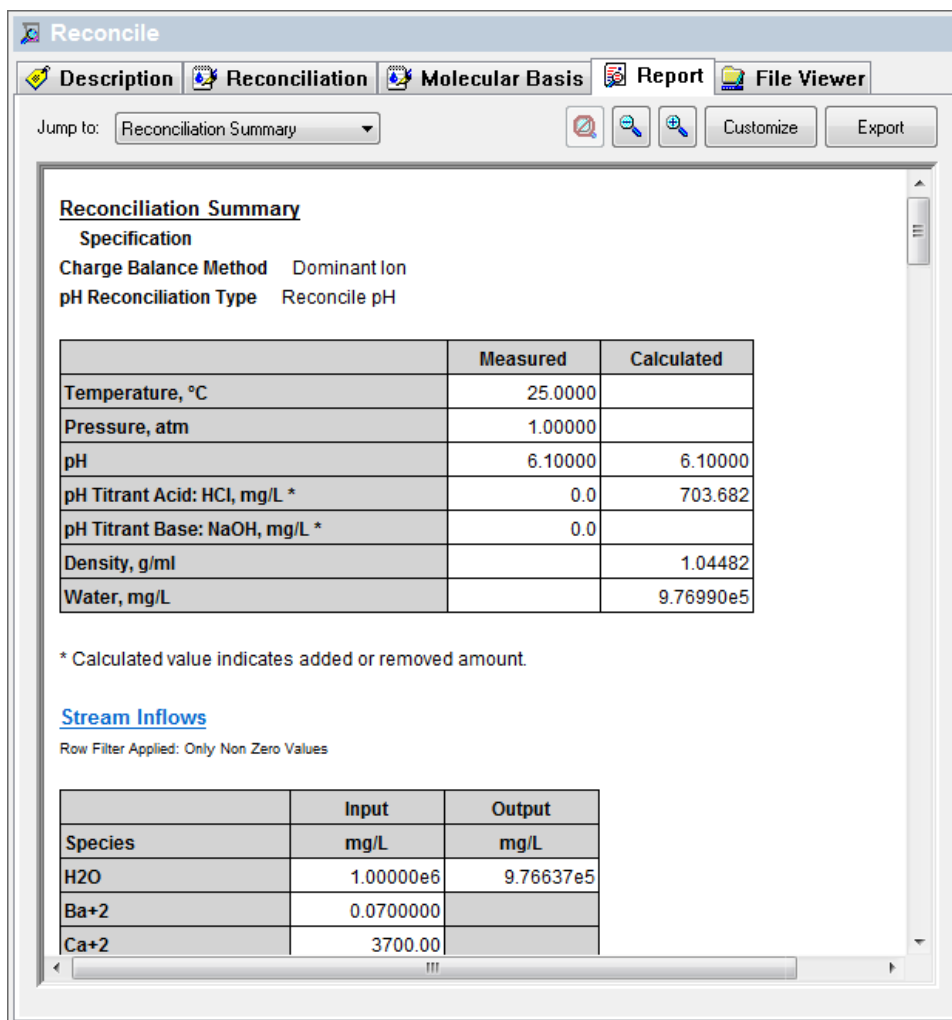 Reconcile
Description Reconciliation Molecular Basis Report File Viewer
Jump to: Reconciliation Summary Customize Export
Reconciliation Summary
Specification
Charge Balance Method Dominant Ion
pH Reconciliation Type Reconcile pH
Measured Calculated
Temperature, °C 25.0000
Pressure, atm 1.00000
pH 6.10000 6.10000
pH Titrant Acid: HCl, mg/L * 0.0 703.682
pH Titrant Base: NaOH, mg/L * 0.0
Density, g/ml 1.04482
Water, mg/L 9.76990e5
* Calculated value indicates added or removed amount.
Stream Inflows
Row Filter Applied: Only Non Zero Values
Input Output
Species mg/L mg/L
H2O 1.00000e6 9.76637e5
Ba+2 0.0700000
Ca+2 3700.00